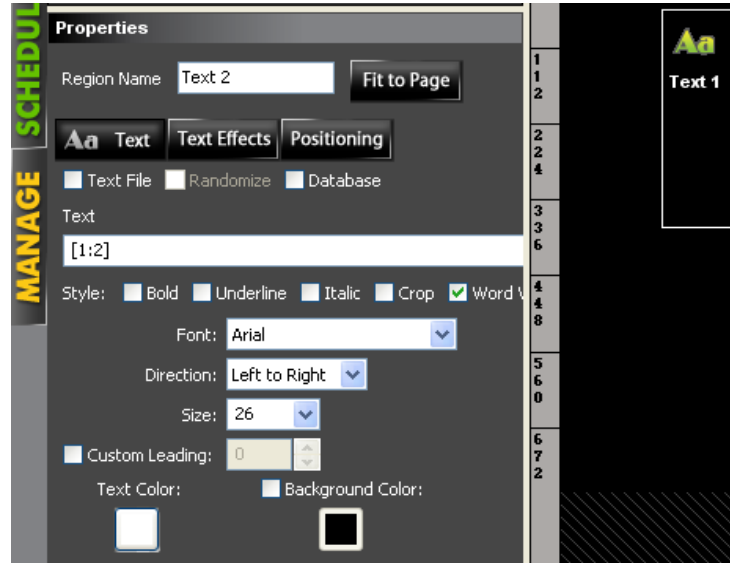 SCHEDUL
MANAGE
Properties
Region Name Text 2 Fit to Page
Aa Text Text Effects Positioning
Text File Randomize Database
Text
[1:2]
Style: Bold Underline Italic Crop Word
Font: Arial
Direction: Left to Right
Size: 26
Custom Leading: 0
Text Color: Background Color:
112
224
336
448
560
672
Aa
Text 1